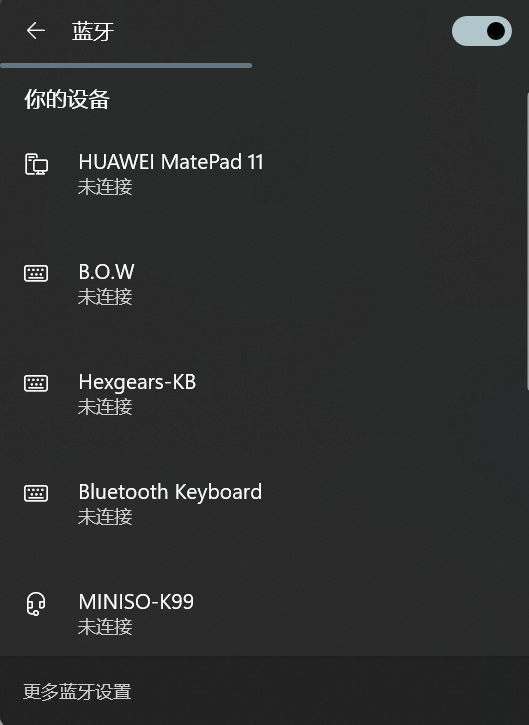 蓝牙
你的设备
HUAWEI MatePad 11
未连接
B.O.W
未连接
Hexgears-KB
未连接
Bluetooth Keyboard
未连接
MINISO-K99
未连接
更多蓝牙设置